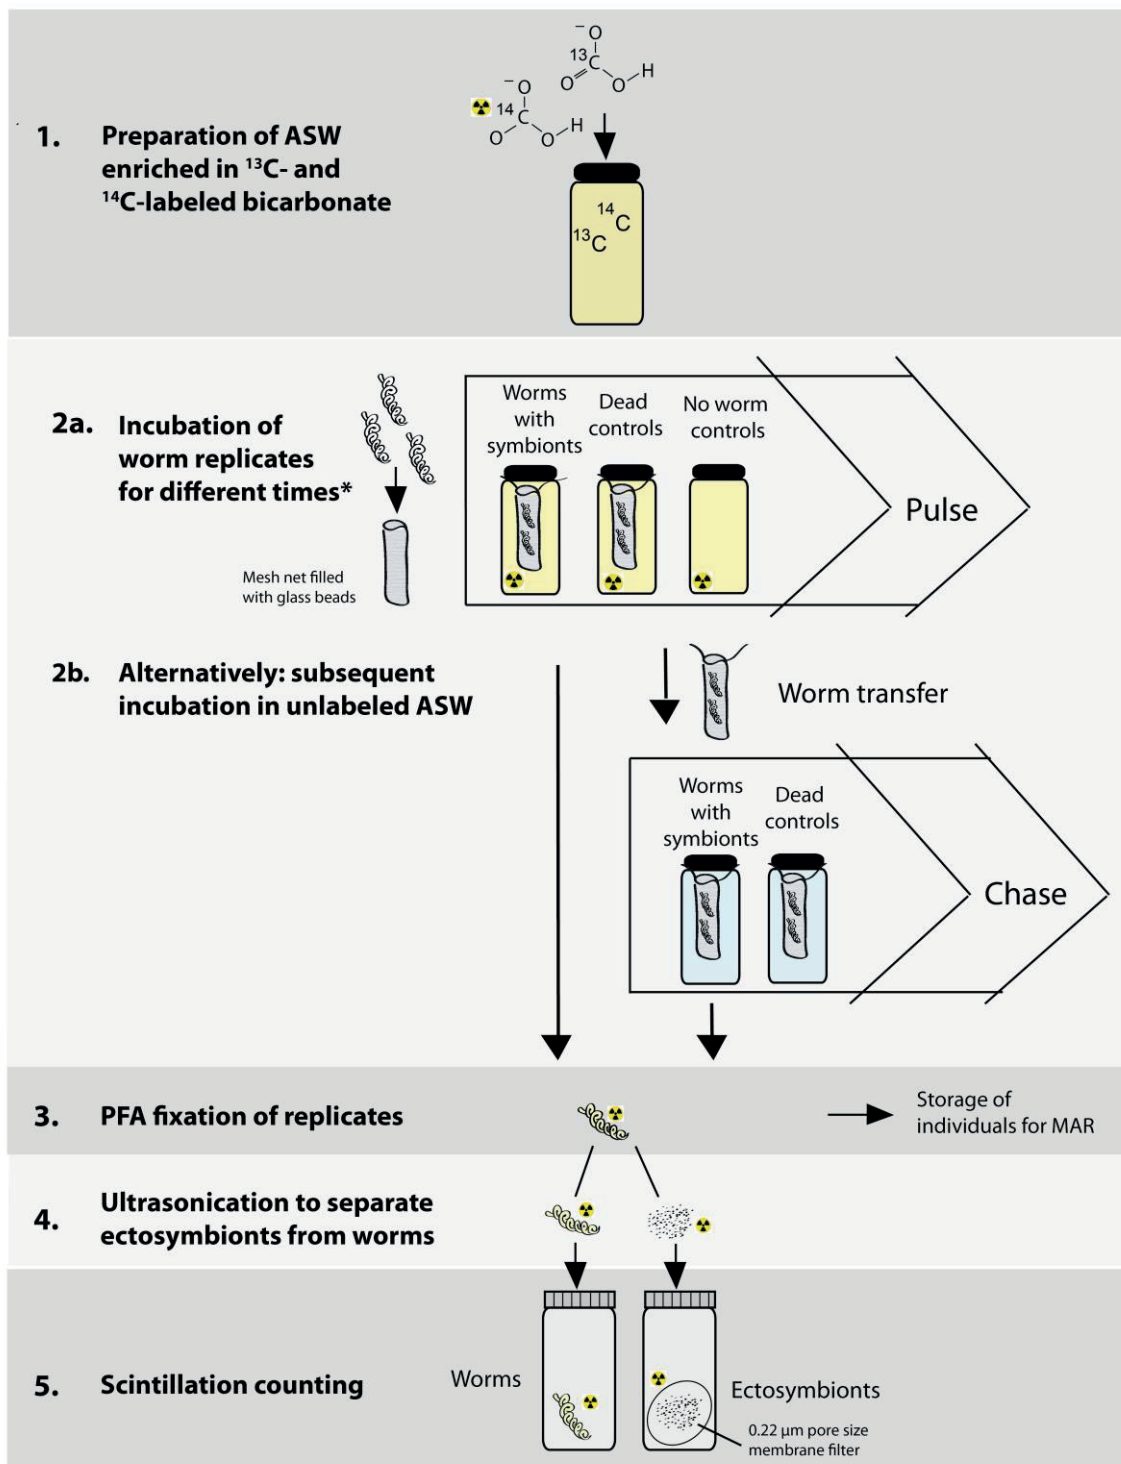 −O
13C
O
O
H
−O
14C
O
O
H
1. Preparation of ASW
enriched in ¹³C- and
¹⁴C-labeled bicarbonate
¹⁴C
¹³C
2a. Incubation of
worm replicates
for different times*
Mesh net filled
with glass beads
Worms
with
symbionts
Dead
controls
No worm
controls
Pulse
2b. Alternatively: subsequent
incubation in unlabeled ASW
Worm transfer
Worms
with
symbionts
Dead
controls
Chase
3. PFA fixation of replicates
Storage of
individuals for MAR
4. Ultrasonication to separate
ectosymbionts from worms
5. Scintillation counting
Worms
Ectosymbionts
0.22 µm pore size
membrane filter